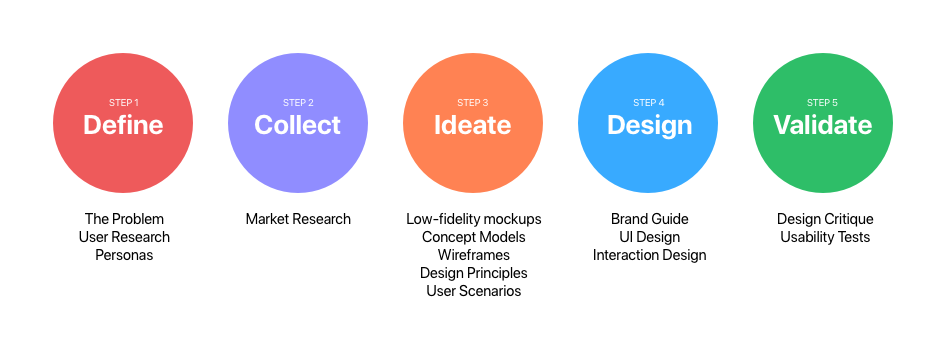 STEP 1
Define
The Problem
User Research
Personas
STEP 2
Collect
Market Research
STEP 3
Ideate
Low-fidelity mockups
Concept Models
Wireframes
Design Principles
User Scenarios
STEP 4
Design
Brand Guide
UI Design
Interaction Design
STEP 5
Validate
Design Critique
Usability Tests